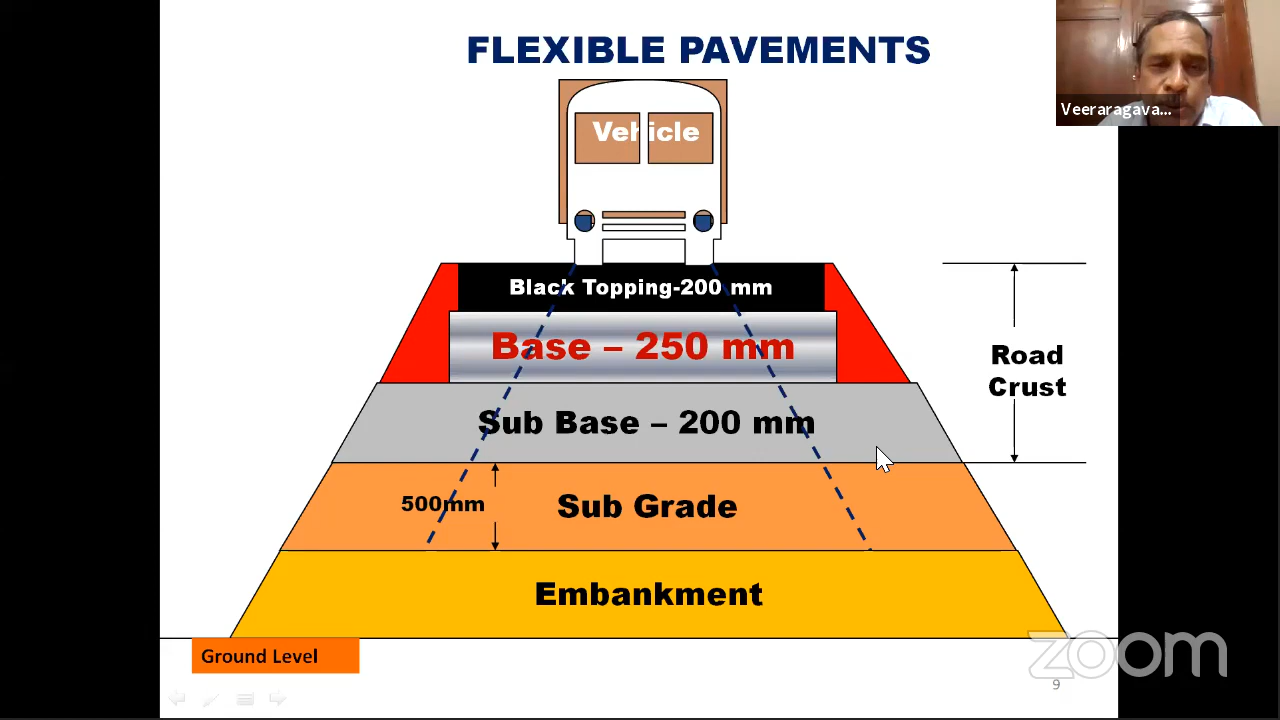 FLEXIBLE PAVEMENTS
Veeraragava...
Vehicle
Black Topping-200 mm
Base – 250 mm
Road
Crust
Sub Base – 200 mm
500mm
Sub Grade
Embankment
Ground Level
zoom
9